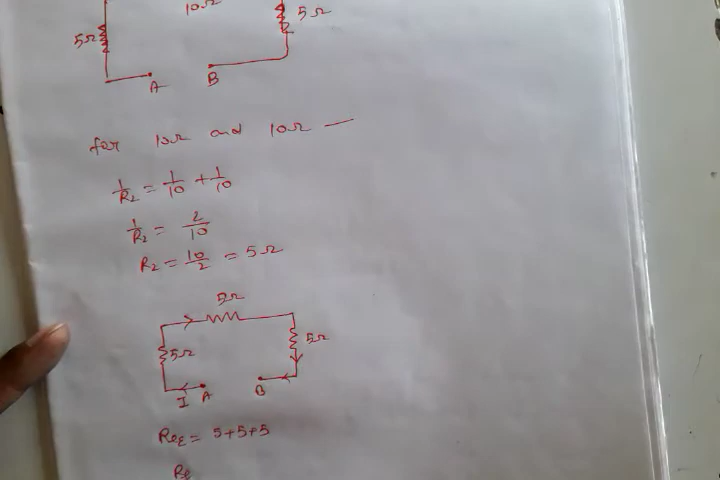 10Ω
5Ω
5Ω
A
B
for 10Ω and 10Ω —
1/R2 = 1/10 + 1/10
1/R2 = 2/10
R2 = 10/2 = 5Ω
5Ω
5Ω
5Ω
I A
B
Req = 5+5+5
Re